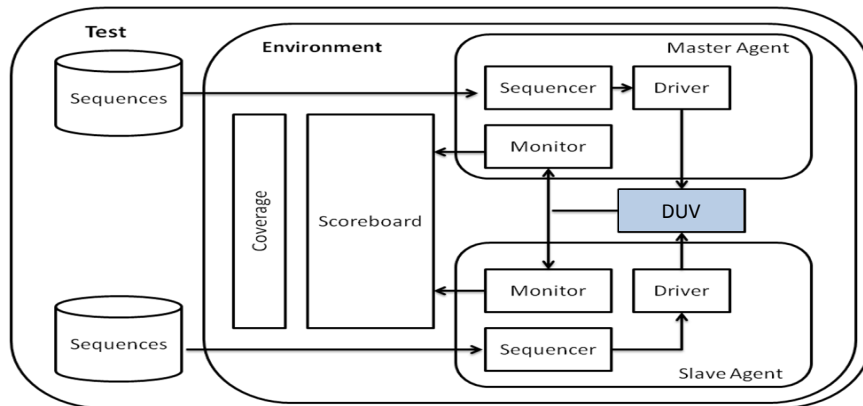 Test
Environment
Master Agent
Sequences
Sequencer
Driver
Monitor
Coverage
Scoreboard
DUV
Monitor
Driver
Sequences
Sequencer
Slave Agent